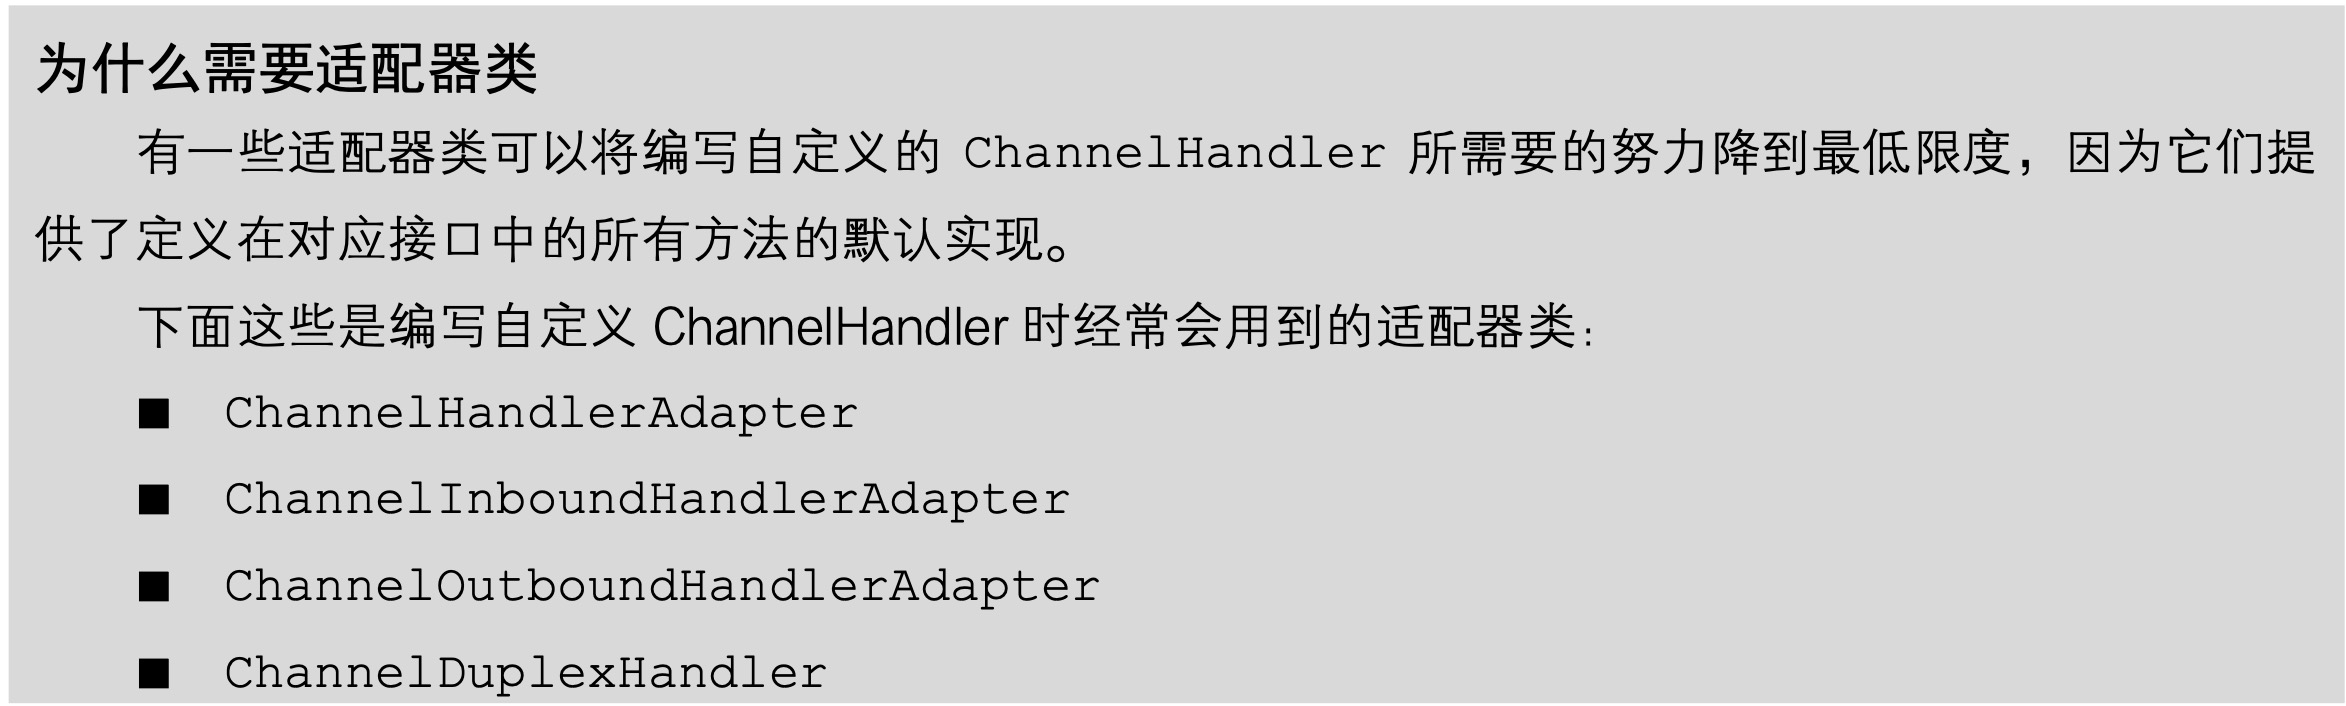 为什么需要适配器类
有一些适配器类可以将编写自定义的 ChannelHandler 所需要的努力降到最低限度，因为它们提
供了定义在对应接口中的所有方法的默认实现。
下面这些是编写自定义 ChannelHandler 时经常会用到的适配器类：
■ ChannelHandlerAdapter
■ ChannelInboundHandlerAdapter
■ ChannelOutboundHandlerAdapter
■ ChannelDuplexHandler